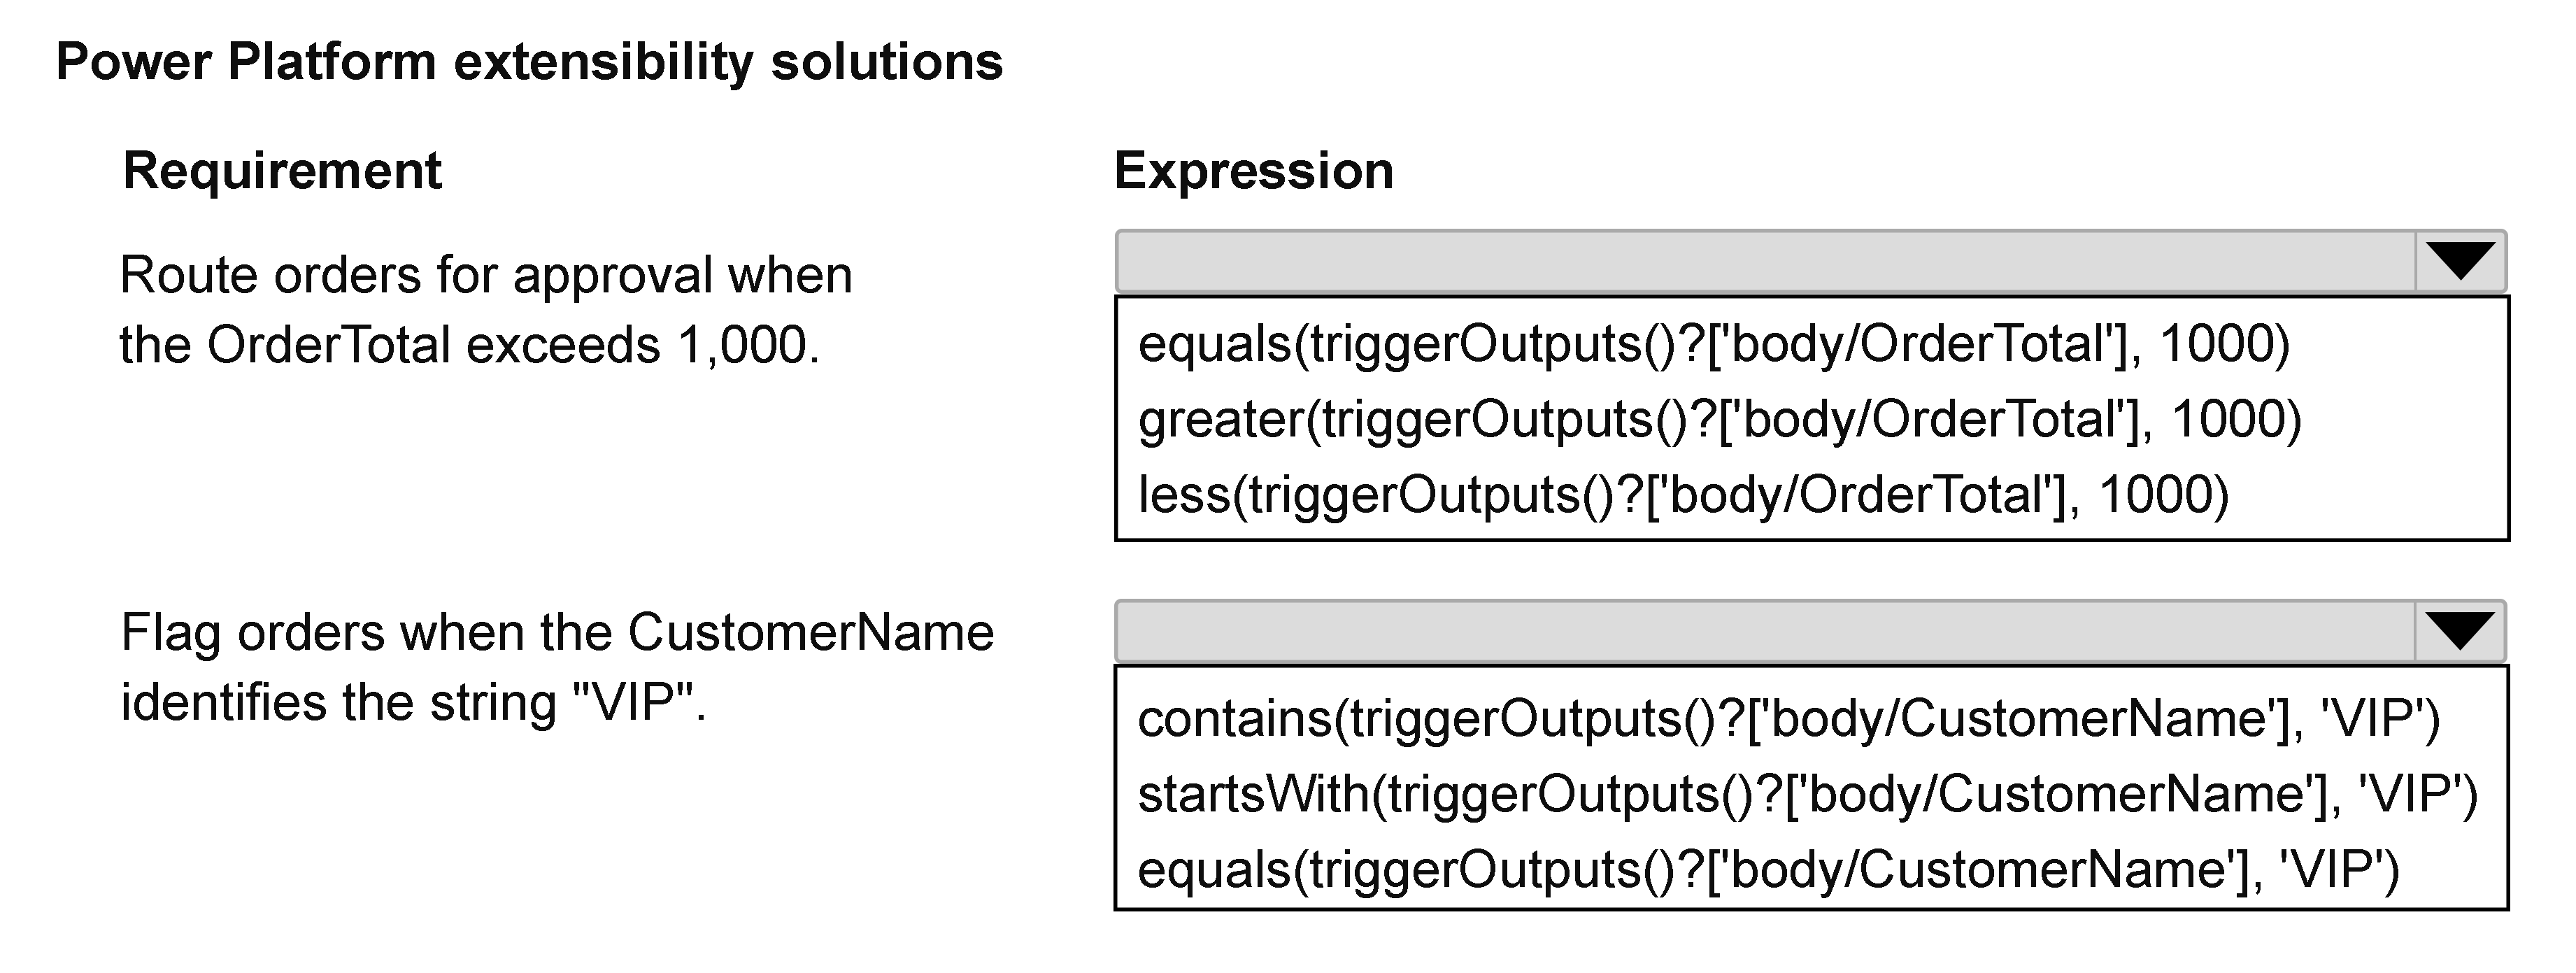 Power Platform extensibility solutions
Requirement
Expression
Route orders for approval when
the OrderTotal exceeds 1,000.
equals(triggerOutputs()?['body/OrderTotal'], 1000)
greater(triggerOutputs()?['body/OrderTotal'], 1000)
less(triggerOutputs()?['body/OrderTotal'], 1000)
Flag orders when the CustomerName
identifies the string "VIP".
contains(triggerOutputs()?['body/CustomerName'], 'VIP')
startsWith(triggerOutputs()?['body/CustomerName'], 'VIP')
equals(triggerOutputs()?['body/CustomerName'], 'VIP')